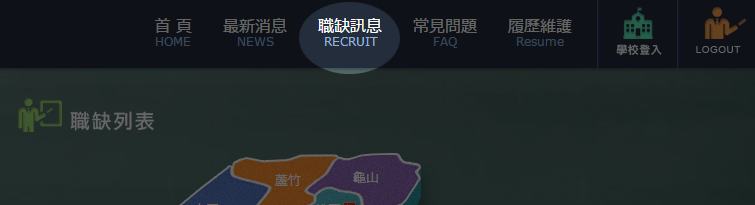 首 頁 最新消息 職缺訊息 常見問題 履歷維護
HOME NEWS RECRUIT FAQ Resume
學校登入 LOGOUT
職缺列表
蘆竹 龜山